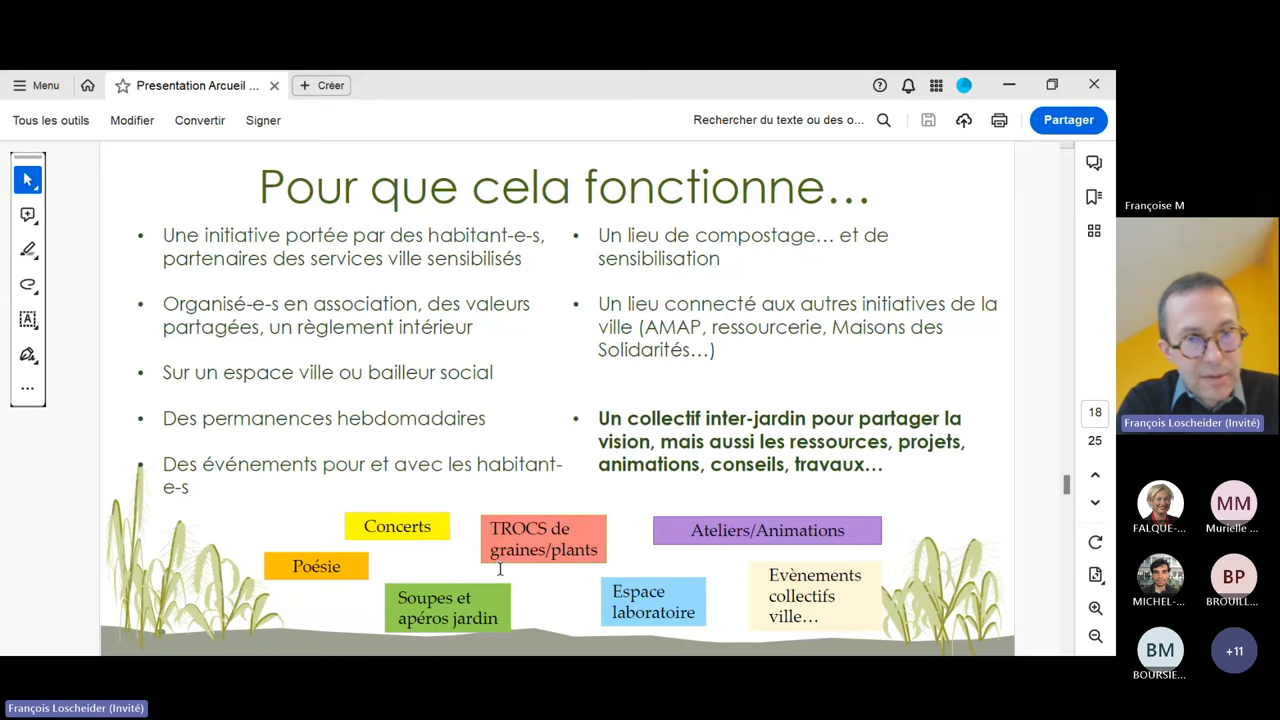 Menu
Presentation Arcueil ...
Créer
Tous les outils
Modifier
Convertir
Signer
Rechercher du texte ou des o...
Partager
Pour que cela fonctionne…
• Une initiative portée par des habitant-e-s,
partenaires des services ville sensibilisés
• Organisé-e-s en association, des valeurs
partagées, un règlement intérieur
• Sur un espace ville ou bailleur social
• Des permanences hebdomadaires
• Des événements pour et avec les habitant-
e-s
• Un lieu de compostage… et de
sensibilisation
• Un lieu connecté aux autres initiatives de la
ville (AMAP, ressourcerie, Maisons des
Solidarités…)
• Un collectif inter-jardin pour partager la
vision, mais aussi les ressources, projets,
animations, conseils, travaux…
Concerts
TROCS de
graines/plants
Ateliers/Animations
Poésie
Soupes et
apéros jardin
Espace
laboratoire
Evènements
collectifs
ville…
18
25
Françoise M
François Loscheider (Invité)
FALQUE-...
MM
Murielle ...
MICHEL-...
BP
BROUILL...
BM
BOURSIE...
+11
François Loscheider (Invité)